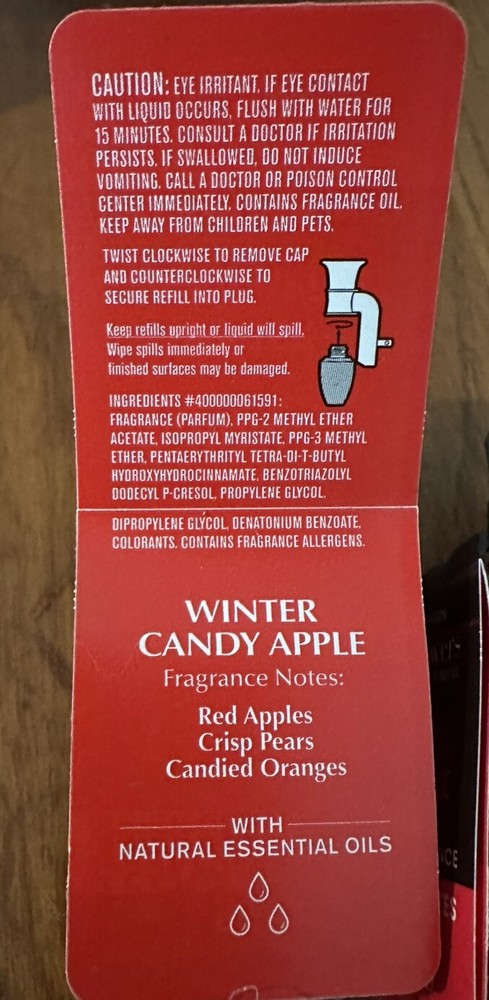 CAUTION: EYE IRRITANT. IF EYE CONTACT
WITH LIQUID OCCURS, FLUSH WITH WATER FOR
15 MINUTES. CONSULT A DOCTOR IF IRRITATION
PERSISTS. IF SWALLOWED, DO NOT INDUCE
VOMITING. CALL A DOCTOR OR POISON CONTROL
CENTER IMMEDIATELY. CONTAINS FRAGRANCE OIL.
KEEP AWAY FROM CHILDREN AND PETS.
TWIST CLOCKWISE TO REMOVE CAP
AND COUNTERCLOCKWISE TO
SECURE REFILL INTO PLUG.
Keep refills upright or liquid will spill.
Wipe spills immediately or
finished surfaces may be damaged.
INGREDIENTS #400000061591:
FRAGRANCE (PARFUM), PPG-2 METHYL ETHER
ACETATE, ISOPROPYL MYRISTATE, PPG-3 METHYL
ETHER, PENTAERYTHRITYL TETRA-DI-T-BUTYL
HYDROXYHYDROCINNAMATE, BENZOTRIAZOLYL
DODECYL P-CRESOL, PROPYLENE GLYCOL,
DIPROPYLENE GLYCOL, DENATONIUM BENZOATE,
COLORANTS. CONTAINS FRAGRANCE ALLERGENS.
WINTER
CANDY APPLE
Fragrance Notes:
Red Apples
Crisp Pears
Candied Oranges
WITH
NATURAL ESSENTIAL OILS